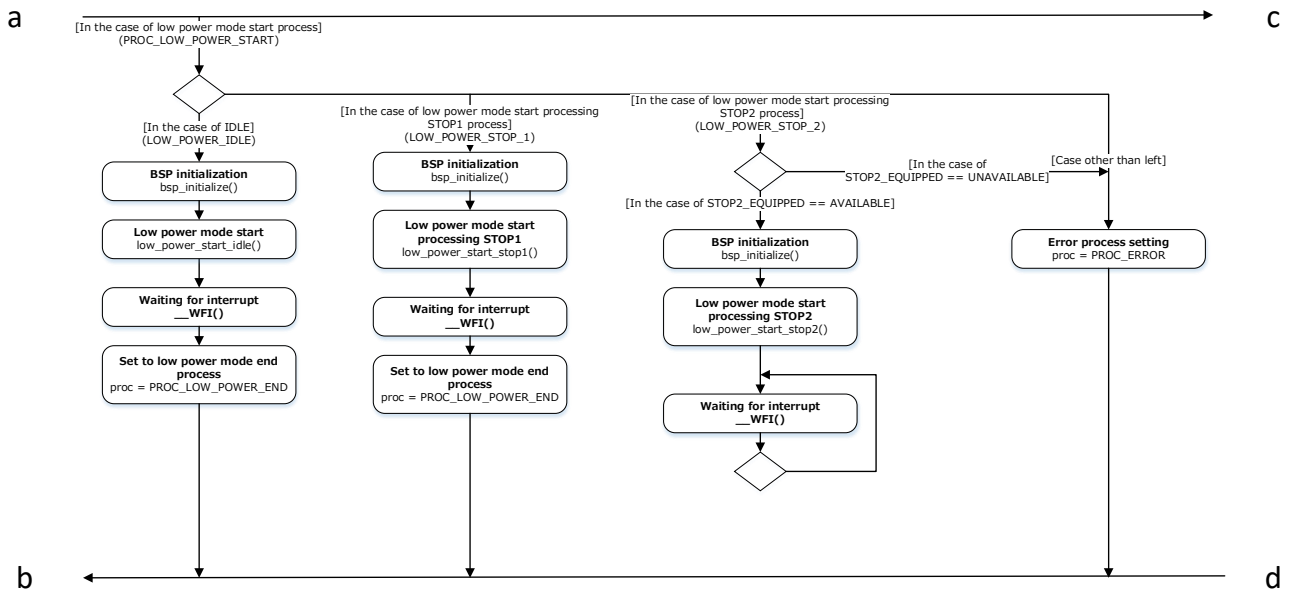 a
c
[In the case of low power mode start process]
(PROC_LOW_POWER_START)
[In the case of IDLE]
(LOW_POWER_IDLE)
BSP initialization
bsp_initialize()
Low power mode start
low_power_start_idle()
Waiting for interrupt
__WFI()
Set to low power mode end
process
proc = PROC_LOW_POWER_END
[In the case of low power mode start processing
STOP1 process]
(LOW_POWER_STOP_1)
BSP initialization
bsp_initialize()
Low power mode start
processing STOP1
low_power_start_stop1()
Waiting for interrupt
__WFI()
Set to low power mode end
process
proc = PROC_LOW_POWER_END
[In the case of low power mode start processing
STOP2 process]
(LOW_POWER_STOP_2)
[In the case of
STOP2_EQUIPPED == UNAVAILABLE]
[In the case of STOP2_EQUIPPED == AVAILABLE]
BSP initialization
bsp_initialize()
Low power mode start
processing STOP2
low_power_start_stop2()
Waiting for interrupt
__WFI()
[Case other than left]
Error process setting
proc = PROC_ERROR
b
d